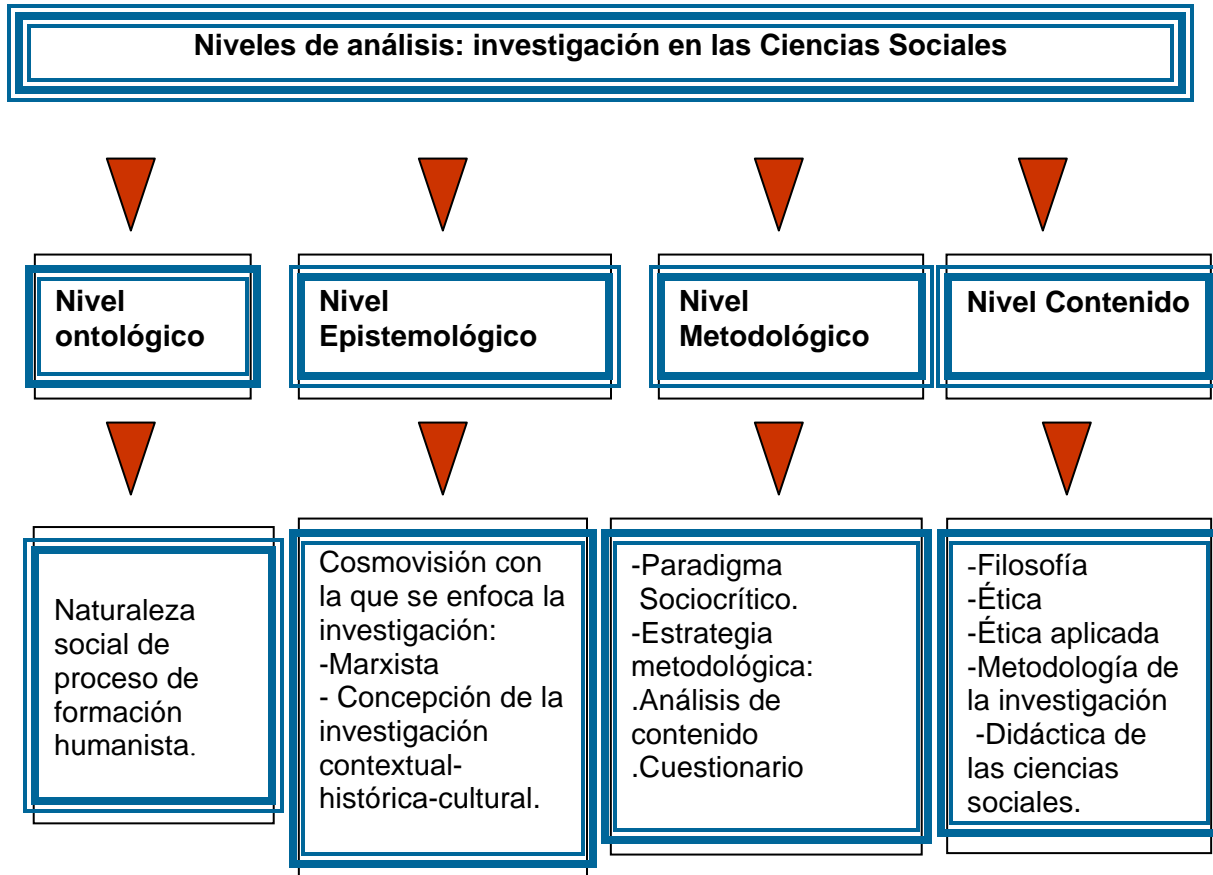 Niveles de análisis: investigación en las Ciencias Sociales
Nivel
ontológico
Nivel
Epistemológico
Nivel
Metodológico
Nivel Contenido
Naturaleza
social de
proceso de
formación
humanista.
Cosmovisión con
la que se enfoca la
investigación:
-Marxista
- Concepción de la
investigación
contextual-
histórica-cultural.
-Paradigma
Sociocrítico.
-Estrategia
metodológica:
.Análisis de
contenido
.Cuestionario
-Filosofía
-Ética
-Ética aplicada
-Metodología de
la investigación
-Didáctica de
las ciencias
sociales.